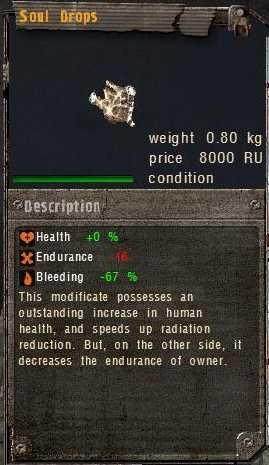 Soul Drops
weight 0.80 kg
price 8000 RU
condition
Description
Health +0 %
Endurance -16
Bleeding -67 %
This modificate possesses an
outstanding increase in human
health, and speeds up radiation
reduction. But, on the other side, it
decreases the endurance of owner.